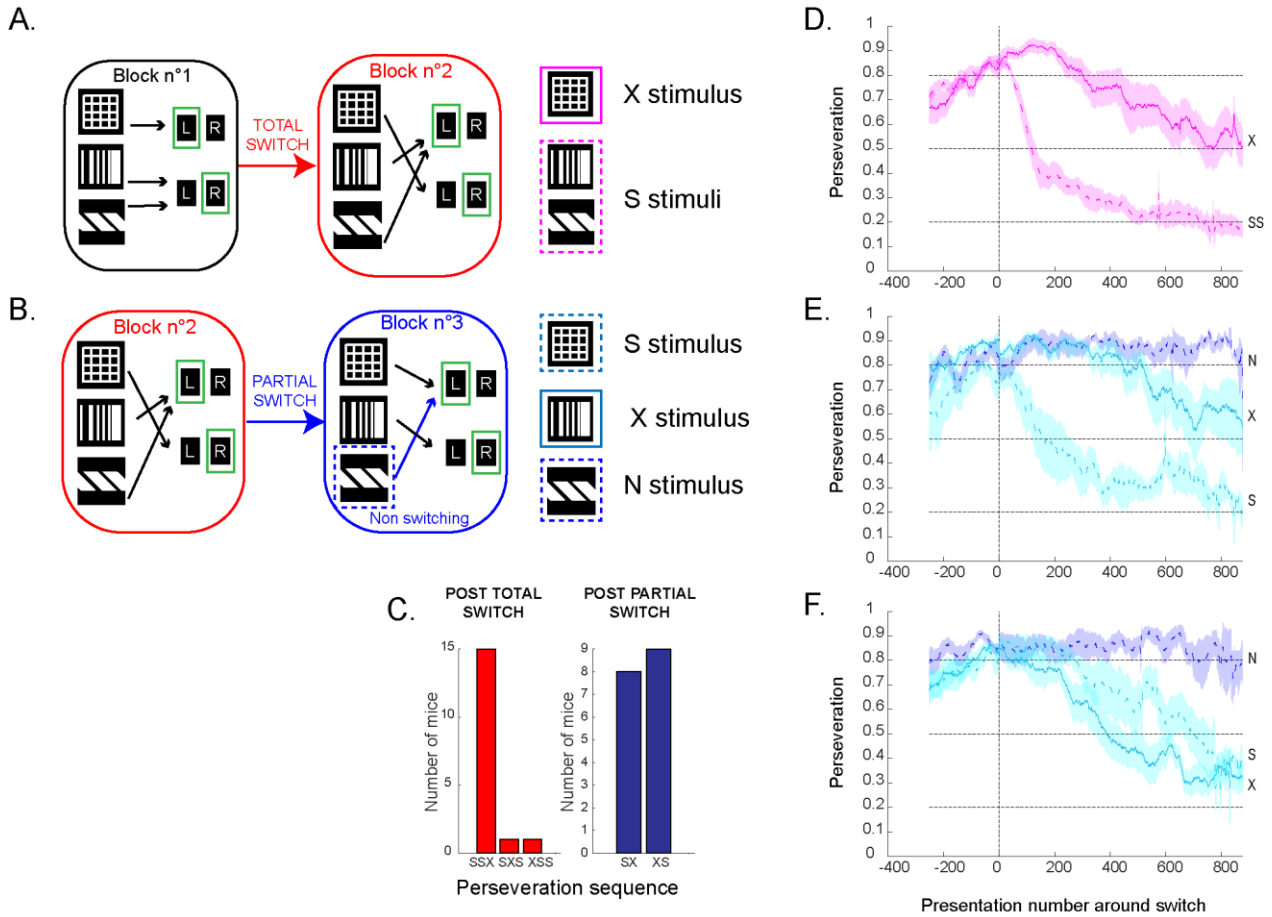 A.
Block n°1
L R
L R
TOTAL
SWITCH
Block n°2
L R
L R
X stimulus
S stimuli
B.
Block n°2
L R
L R
PARTIAL
SWITCH
Block n°3
L R
L R
Non switching
S stimulus
X stimulus
N stimulus
C.
POST TOTAL
SWITCH
Number of mice
15
10
5
0
SSX SXS XSS
POST PARTIAL
SWITCH
Number of mice
9
8
7
6
5
4
3
2
1
0
SX XS
Perseveration sequence
D.
Perseveration
1
0.9
0.8
0.7
0.6
0.5
0.4
0.3
0.2
0.1
0
-400 -200 0 200 400 600 800
X
SS
E.
Perseveration
1
0.9
0.8
0.7
0.6
0.5
0.4
0.3
0.2
0.1
0
-400 -200 0 200 400 600 800
N
X
S
F.
Perseveration
1
0.9
0.8
0.7
0.6
0.5
0.4
0.3
0.2
0.1
0
-400 -200 0 200 400 600 800
N
S
X
Presentation number around switch